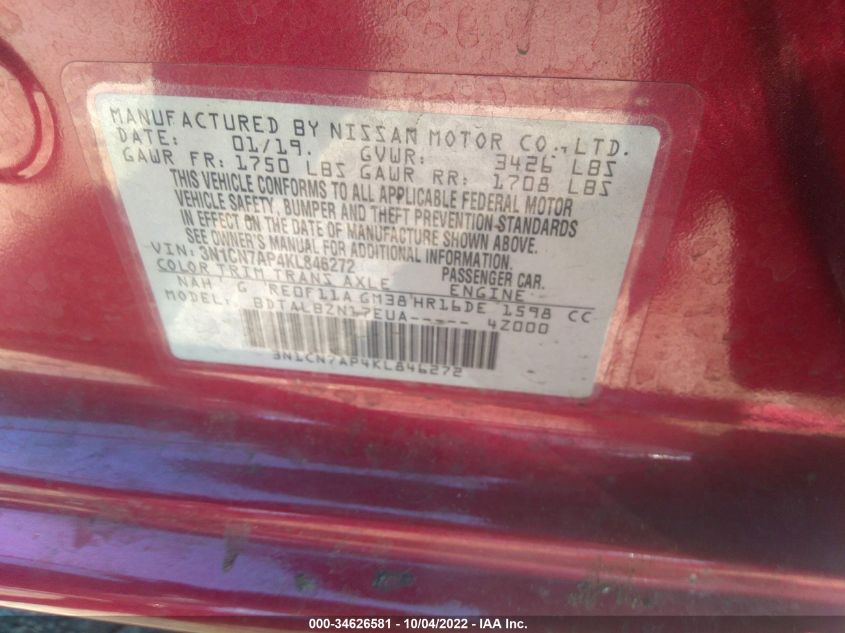 MANUFACTURED BY NISSAN MOTOR CO., LTD.
DATE: 01/19. GVWR: 3426 LBS
GAWR FR: 1750 LBS GAWR RR: 1708 LBS
THIS VEHICLE CONFORMS TO ALL APPLICABLE FEDERAL MOTOR
VEHICLE SAFETY, BUMPER AND THEFT PREVENTION STANDARDS
IN EFFECT ON THE DATE OF MANUFACTURE SHOWN ABOVE.
SEE OWNER'S MANUAL FOR ADDITIONAL INFORMATION.
VIN: 3N1CN7AP4KL846272 PASSENGER CAR.
COLOR TRIM TRANS AXLE ENGINE
NAH G RE0F11A GM38 HR16DE 1598 CC
MODEL: BDTALBZN17EUA----- 4Z000
3N1CN7AP4KL846272
000-34626581 - 10/04/2022 - IAA Inc.